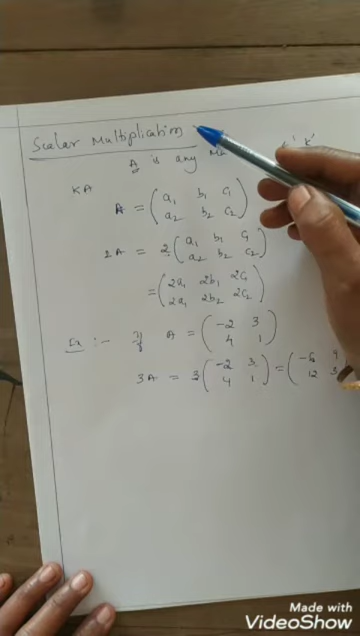 Scalar Multiplication
If A is any
KA
A = ( a₁ b₁ c₁
a₂ b₂ c₂ )
2A = 2 ( a₁ b₁ c₁
a₂ b₂ c₂ )
= ( 2a₁ 2b₁ 2c₁
2a₂ 2b₂ 2c₂ )
Ex :- If A = ( -2 3
4 1 )
3A = 3 ( -2 3
4 1 ) = ( -6 9
12 3
Made with
VideoShow